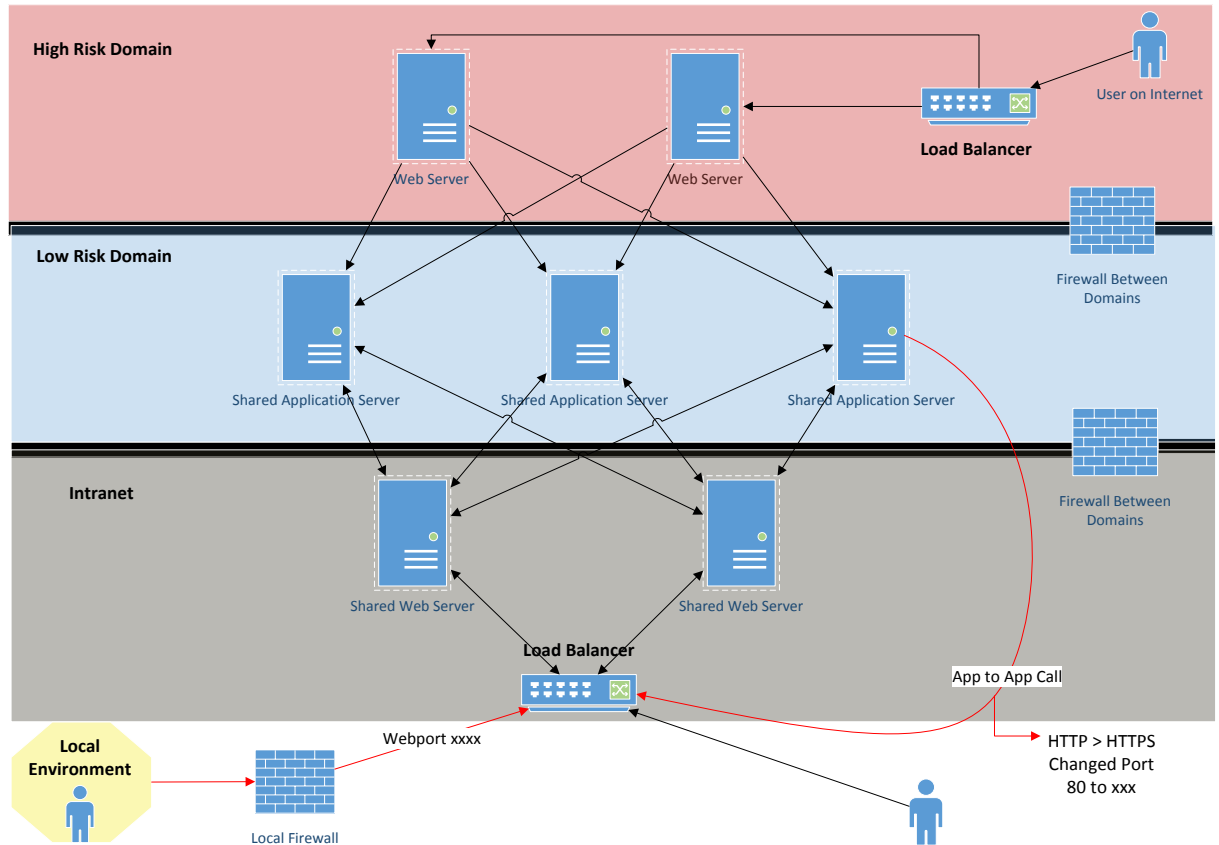 High Risk Domain
User on Internet
Load Balancer
Web Server
Web Server
Low Risk Domain
Firewall Between
Domains
Shared Application Server
Shared Application Server
Shared Application Server
Intranet
Firewall Between
Domains
Shared Web Server
Shared Web Server
Load Balancer
App to App Call
Webport xxxx
HTTP > HTTPS
Changed Port
80 to xxx
Local
Environment
Local Firewall